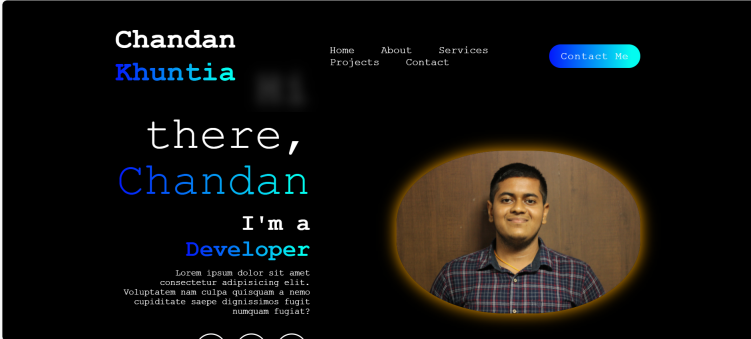 Chandan
Khuntia
Home About Services
Projects Contact
Contact Me
Hi
there,
Chandan
I'm a
Developer
Lorem ipsum dolor sit amet
consectetur adipisicing elit.
Voluptatem nam culpa quisquam a nemo
cupiditate saepe dignissimos fugit
numquam fugiat?